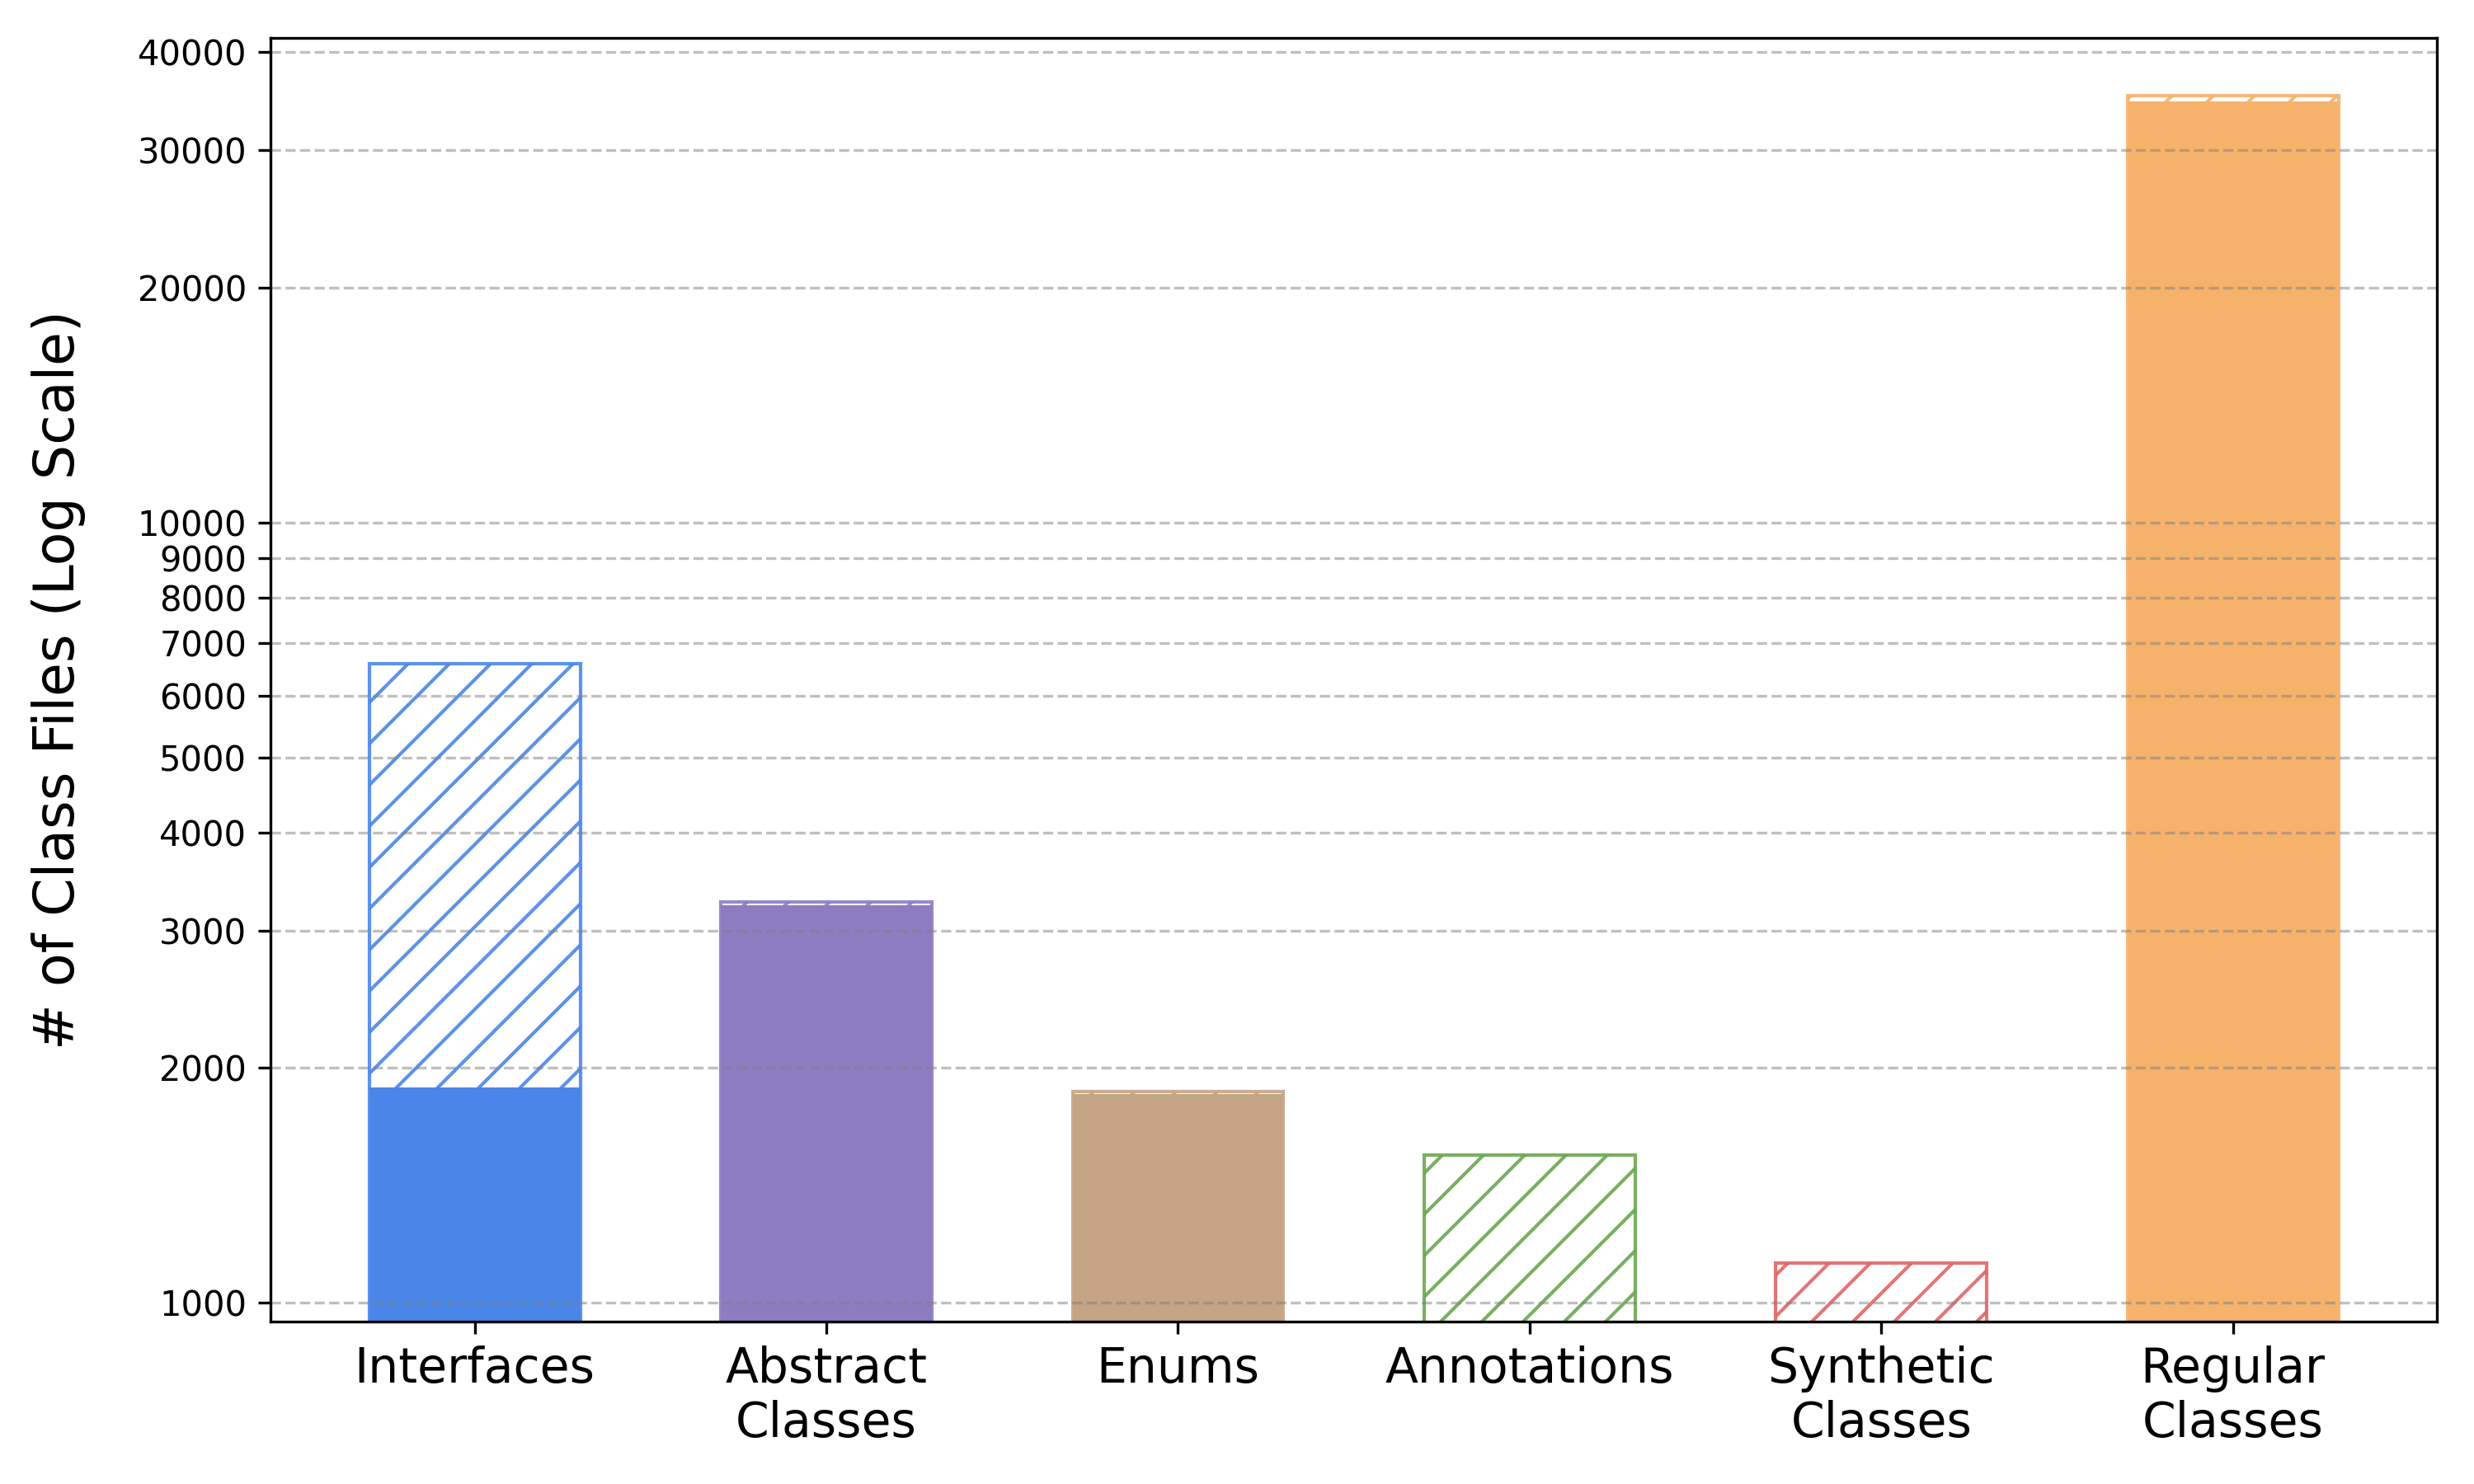 # of Class Files (Log Scale)
40000
30000
20000
10000
9000
8000
7000
6000
5000
4000
3000
2000
1000
Interfaces
Abstract
Classes
Enums
Annotations
Synthetic
Classes
Regular
Classes